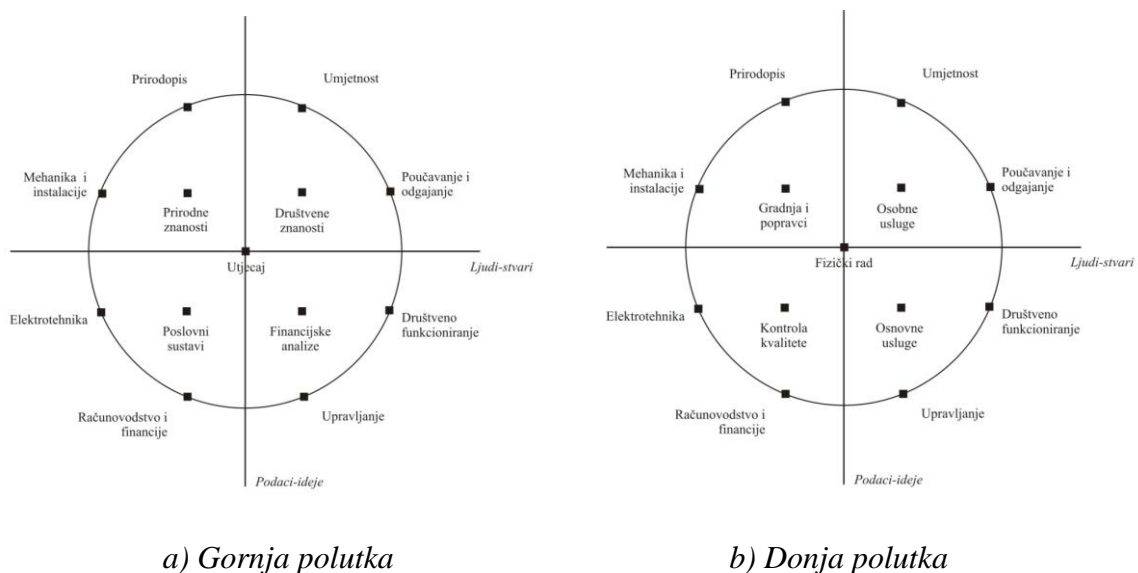 Prirodopis
Umjetnost
Mehanika i
instalacije
Poučavanje i
odgajanje
Prirodne
znanosti
Društvene
znanosti
Utjecaj
Ljudi-stvari
Elektrotehnika
Poslovni
sustavi
Financijske
analize
Društveno
funkcioniranje
Računovodstvo i
financije
Upravljanje
Podaci-ideje
a) Gornja polutka
Prirodopis
Umjetnost
Mehanika i
instalacije
Poučavanje i
odgajanje
Gradnja i
popravci
Osobne
usluge
Fizički rad
Ljudi-stvari
Elektrotehnika
Kontrola
kvalitete
Osnovne
usluge
Društveno
funkcioniranje
Računovodstvo i
financije
Upravljanje
Podaci-ideje
b) Donja polutka